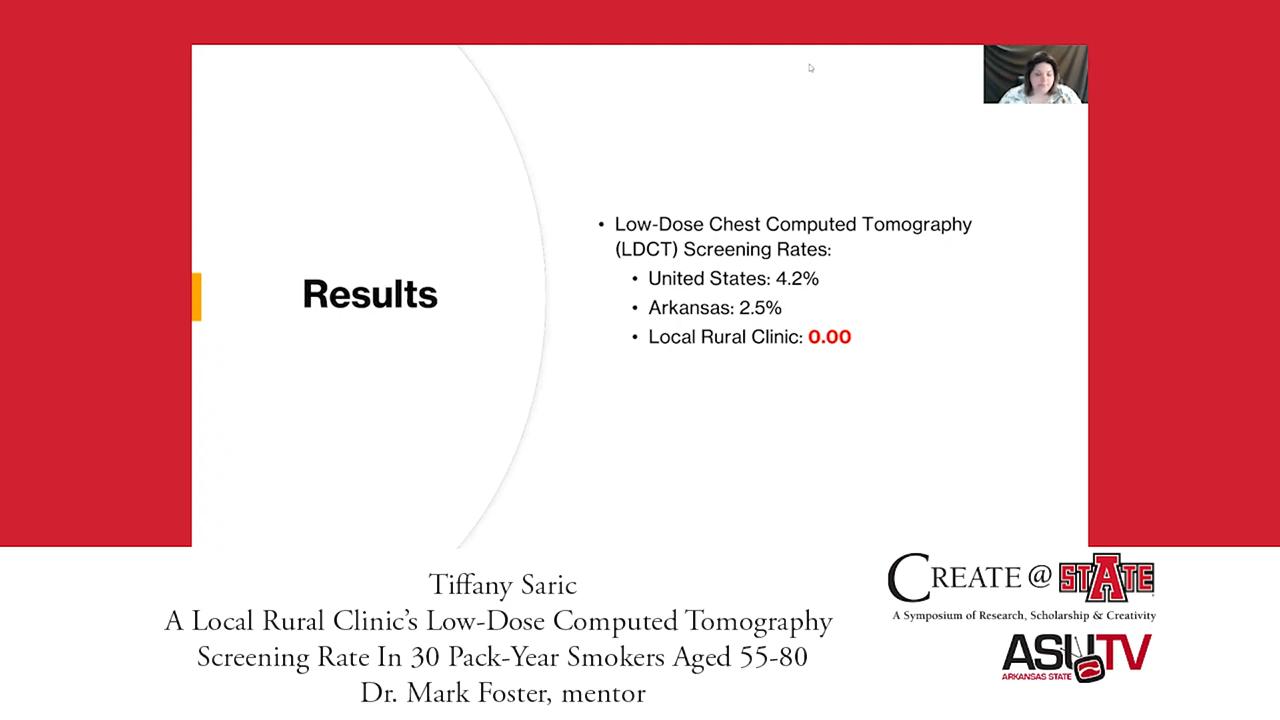 Results
• Low-Dose Chest Computed Tomography
(LDCT) Screening Rates:
• United States: 4.2%
• Arkansas: 2.5%
• Local Rural Clinic: 0.00
Tiffany Saric
A Local Rural Clinic's Low-Dose Computed Tomography
Screening Rate In 30 Pack-Year Smokers Aged 55-80
Dr. Mark Foster, mentor
CREATE @ STATE
A Symposium of Research, Scholarship & Creativity
ASU TV
ARKANSAS STATE